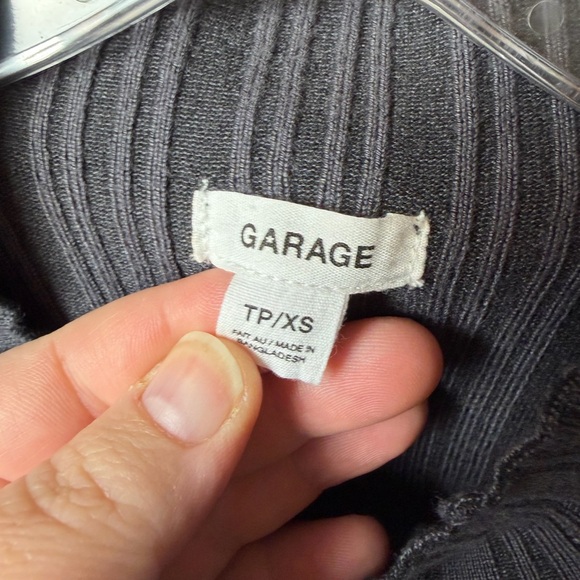 GARAGE
TP/XS
FAIT AU / MADE IN
BANGLADESH